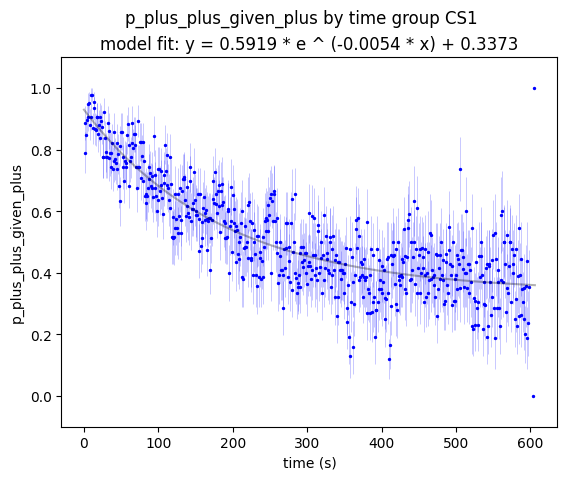 p_plus_plus_given_plus by time group CS1
model fit: y = 0.5919 * e ^ (-0.0054 * x) + 0.3373
1.0
0.8
0.6
0.4
0.2
0.0
p_plus_plus_given_plus
0 100 200 300 400 500 600
time (s)